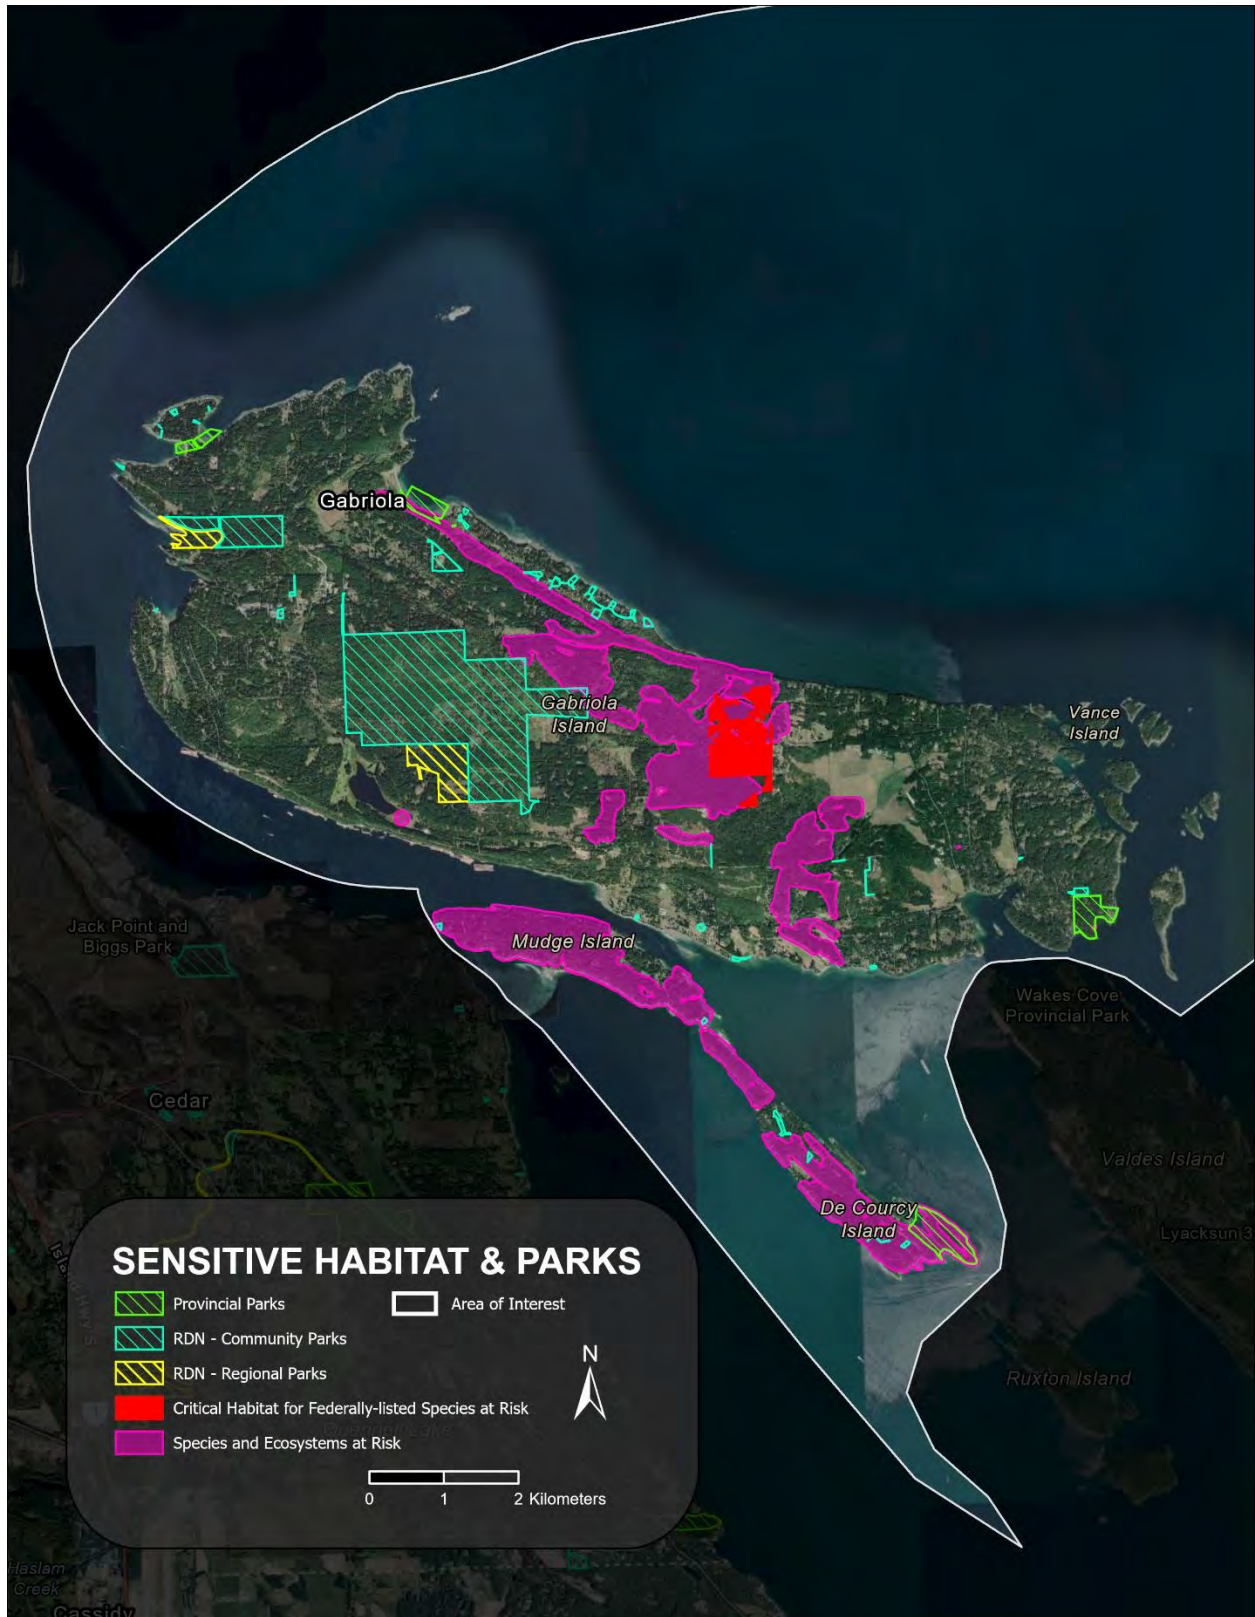 Gabriola
Gabriola
Island
Vance
Island
Jack Point and
Biggs Park
Mudge Island
Wakes Cove
Provincial Park
Cedar
Valdes Island
De Courcy
Island
Lyacksun 3
SENSITIVE HABITAT & PARKS
Provincial Parks
Area of Interest
RDN - Community Parks
RDN - Regional Parks
N
Critical Habitat for Federally-listed Species at Risk
Species and Ecosystems at Risk
0 1 2 Kilometers
Ruxton Island
Haslam
Creek
Cassidy